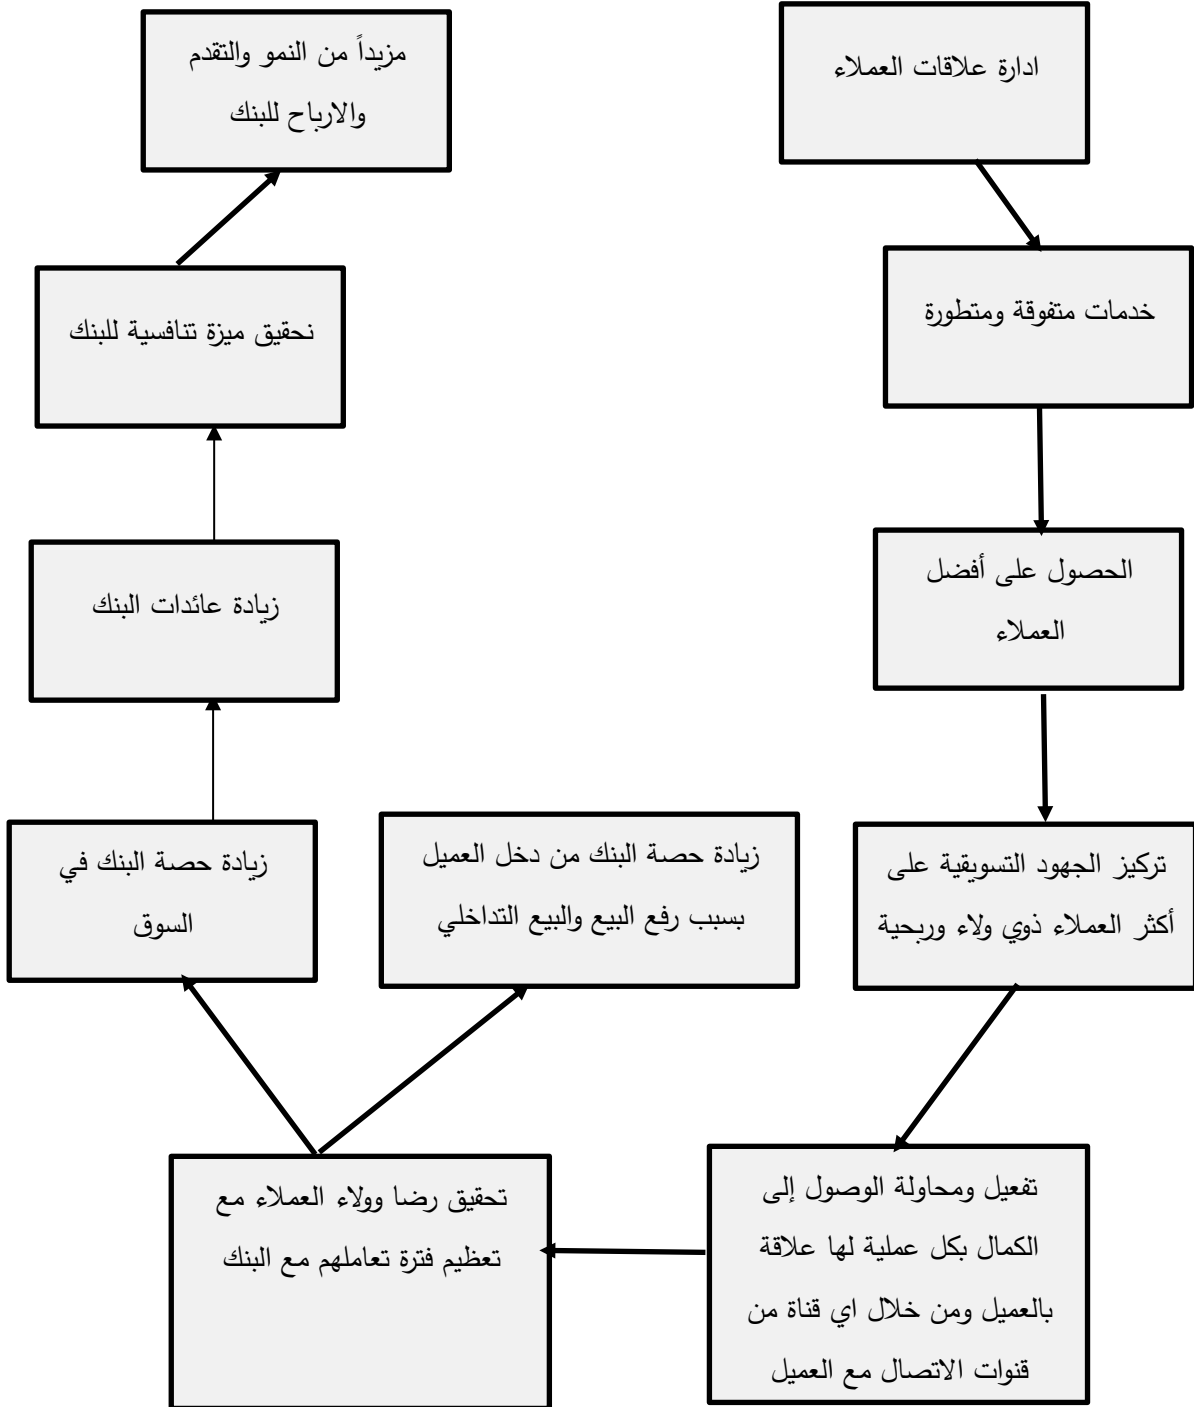 ادارة علاقات العملاء
خدمات متفوقة ومتطورة
الحصول على أفضل
العملاء
تركيز الجهود التسويقية على
أكثر العملاء ذوي ولاء وربحية
تفعيل ومحاولة الوصول إلى
الكمال بكل عملية لها علاقة
بالعميل ومن خلال اي قناة من
قنوات الاتصال مع العميل
تحقيق رضا وولاء العملاء مع
تعظيم فترة تعاملهم مع البنك
زيادة حصة البنك من دخل العميل
بسبب رفع البيع والبيع التداخلي
زيادة حصة البنك في
السوق
زيادة عائدات البنك
نحقيق ميزة تنافسية للبنك
مزيداً من النمو والتقدم
والارباح للبنك